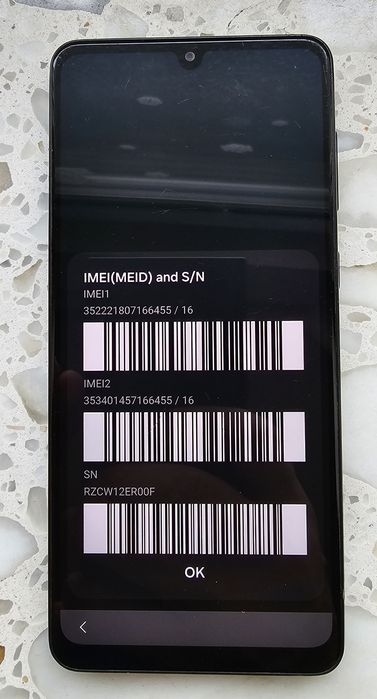 IMEI(MEID) and S/N
IMEI1
352221807166455 / 16
IMEI2
353401457166455 / 16
SN
RZCW12ER00F
OK